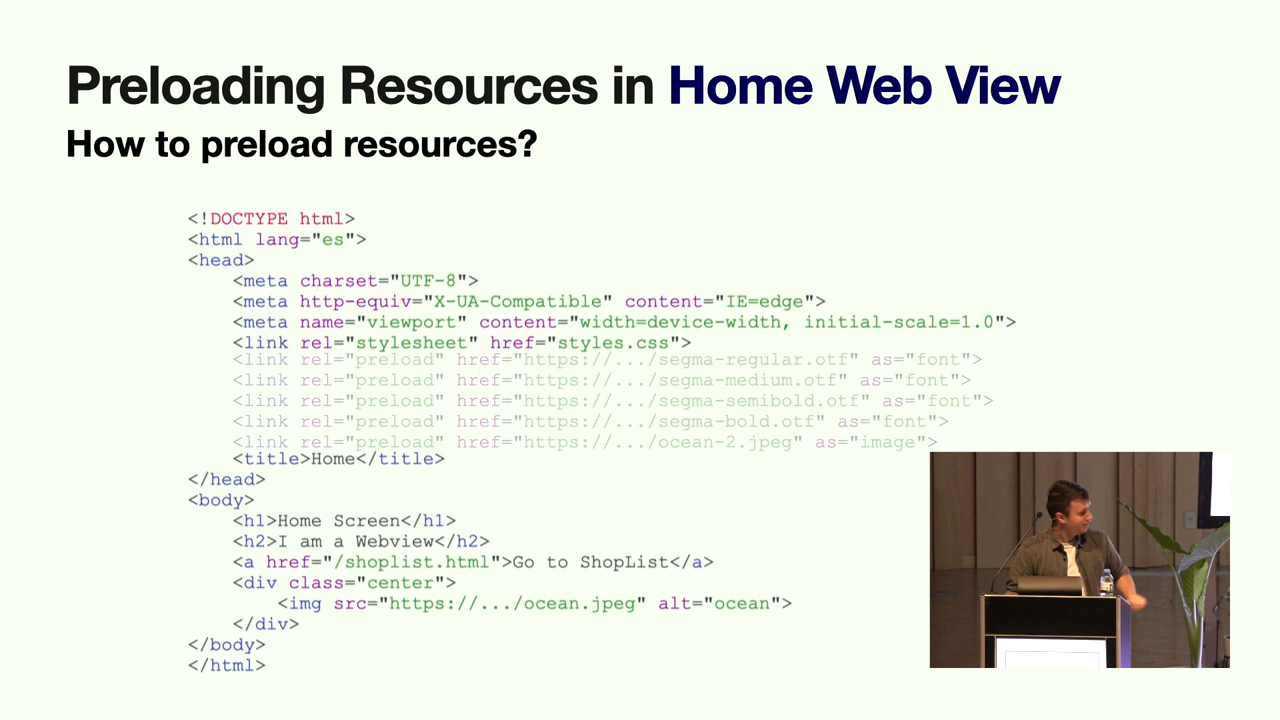 Preloading Resources in Home Web View
How to preload resources?
<!DOCTYPE html>
<html lang="es">
<head>
    <meta charset="UTF-8">
    <meta http-equiv="X-UA-Compatible" content="IE=edge">
    <meta name="viewport" content="width=device-width, initial-scale=1.0">
    <link rel="stylesheet" href="styles.css">
    <link rel="preload" href="https://.../segma-regular.otf" as="font">
    <link rel="preload" href="https://.../segma-medium.otf" as="font">
    <link rel="preload" href="https://.../segma-semibold.otf" as="font">
    <link rel="preload" href="https://.../segma-bold.otf" as="font">
    <link rel="preload" href="https://.../ocean-2.jpeg" as="image">
    <title>Home</title>
</head>
<body>
    <h1>Home Screen</h1>
    <h2>I am a Webview</h2>
    <a href="/shoplist.html">Go to ShopList</a>
    <div class="center">
        <img src="https://.../ocean.jpeg" alt="ocean">
    </div>
</body>
</html>